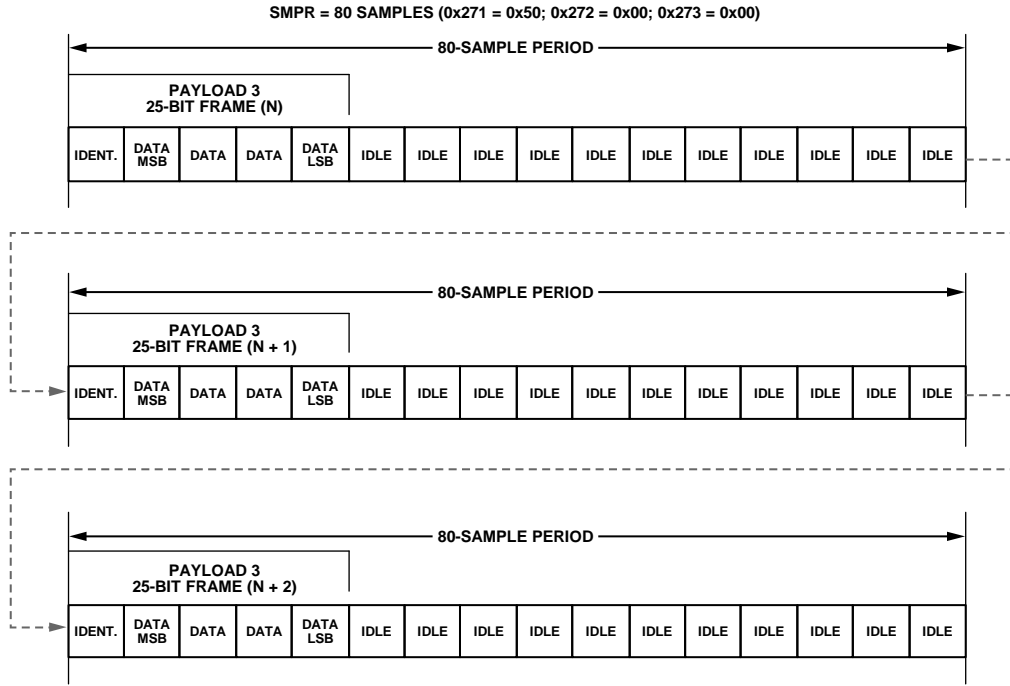 SMPR = 80 SAMPLES (0x271 = 0x50; 0x272 = 0x00; 0x273 = 0x00)
80-SAMPLE PERIOD
PAYLOAD 3
25-BIT FRAME (N)
IDENT. DATA MSB DATA DATA DATA LSB IDLE IDLE IDLE IDLE IDLE IDLE IDLE IDLE IDLE IDLE IDLE
80-SAMPLE PERIOD
PAYLOAD 3
25-BIT FRAME (N + 1)
IDENT. DATA MSB DATA DATA DATA LSB IDLE IDLE IDLE IDLE IDLE IDLE IDLE IDLE IDLE IDLE IDLE
80-SAMPLE PERIOD
PAYLOAD 3
25-BIT FRAME (N + 2)
IDENT. DATA MSB DATA DATA DATA LSB IDLE IDLE IDLE IDLE IDLE IDLE IDLE IDLE IDLE IDLE IDLE